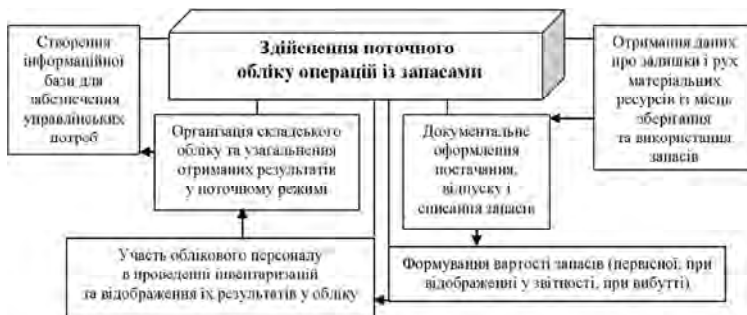 Створення
інформаційної
бази для
забезпечення
управлінських
потреб
Здійснення поточного
обліку операцій із запасами
Отримання даних
про залишки і рух
матеріальних
ресурсів із місць
зберігання
та використання
запасів
Організація складського
обліку та узагальнення
отриманих результатів
у поточному режимі
Документальне
оформлення
постачання,
відпуску і
списання запасів
Участь облікового персоналу
в проведенні інвентаризацій
та відображення їх результатів у обліку
Формування вартості запасів (первісної, при
відображенні у звітності, при вибутті)